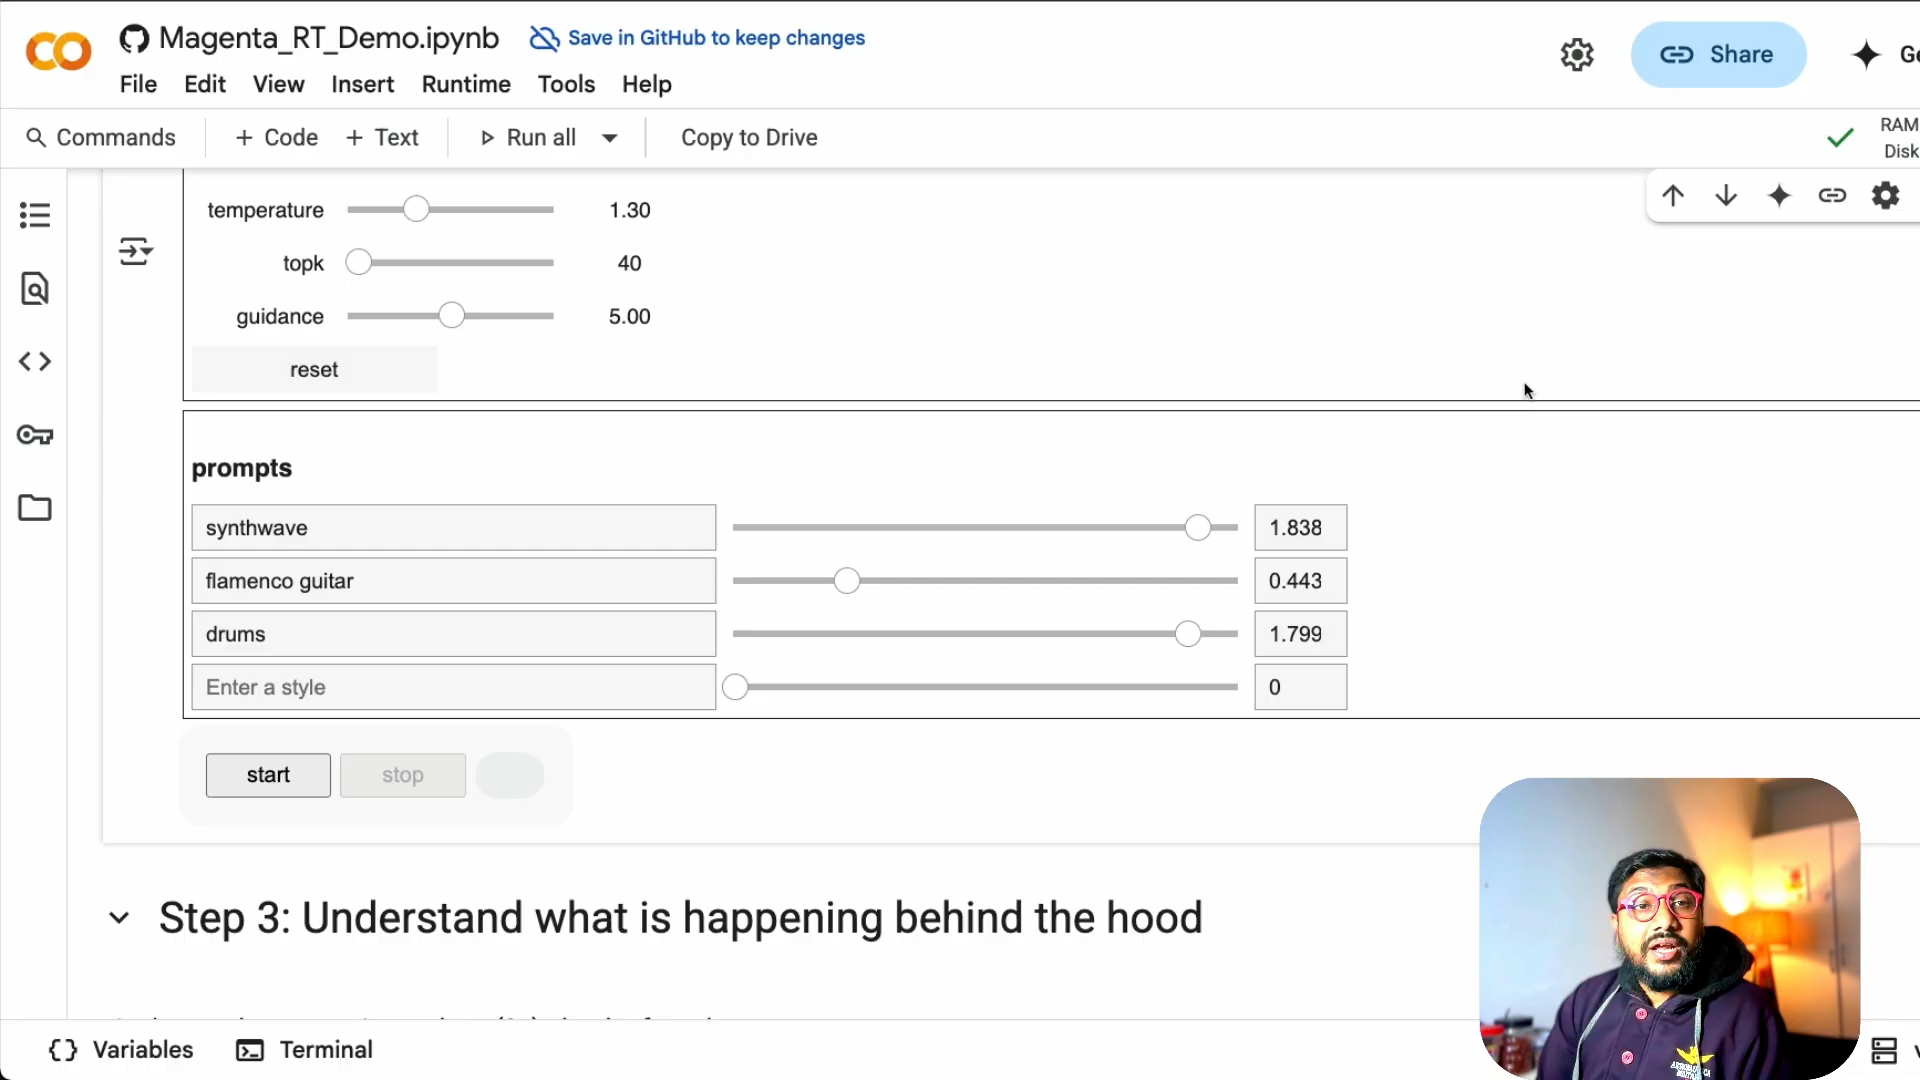 Magenta_RT_Demo.ipynb
Save in GitHub to keep changes
Share
File Edit View Insert Runtime Tools Help
Commands + Code + Text Run all Copy to Drive
RAM
Disk
temperature 1.30
topk 40
guidance 5.00
reset
prompts
synthwave 1.838
flamenco guitar 0.443
drums 1.799
Enter a style 0
start stop
Step 3: Understand what is happening behind the hood
Variables Terminal